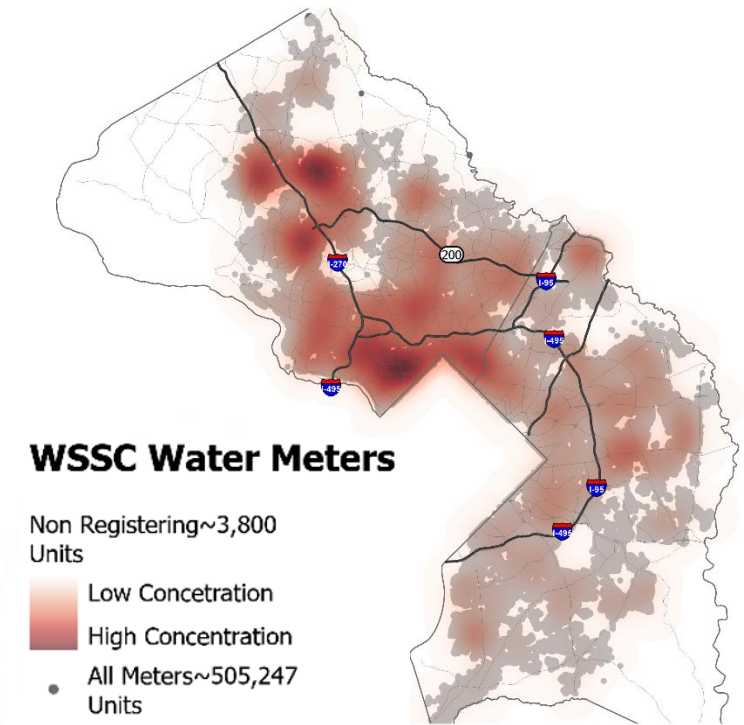 I-270
200
I-95
I-495
I-495
I-95
I-495
WSSC Water Meters
Non Registering~3,800
Units
Low Concetration
High Concentration
All Meters~505,247
Units